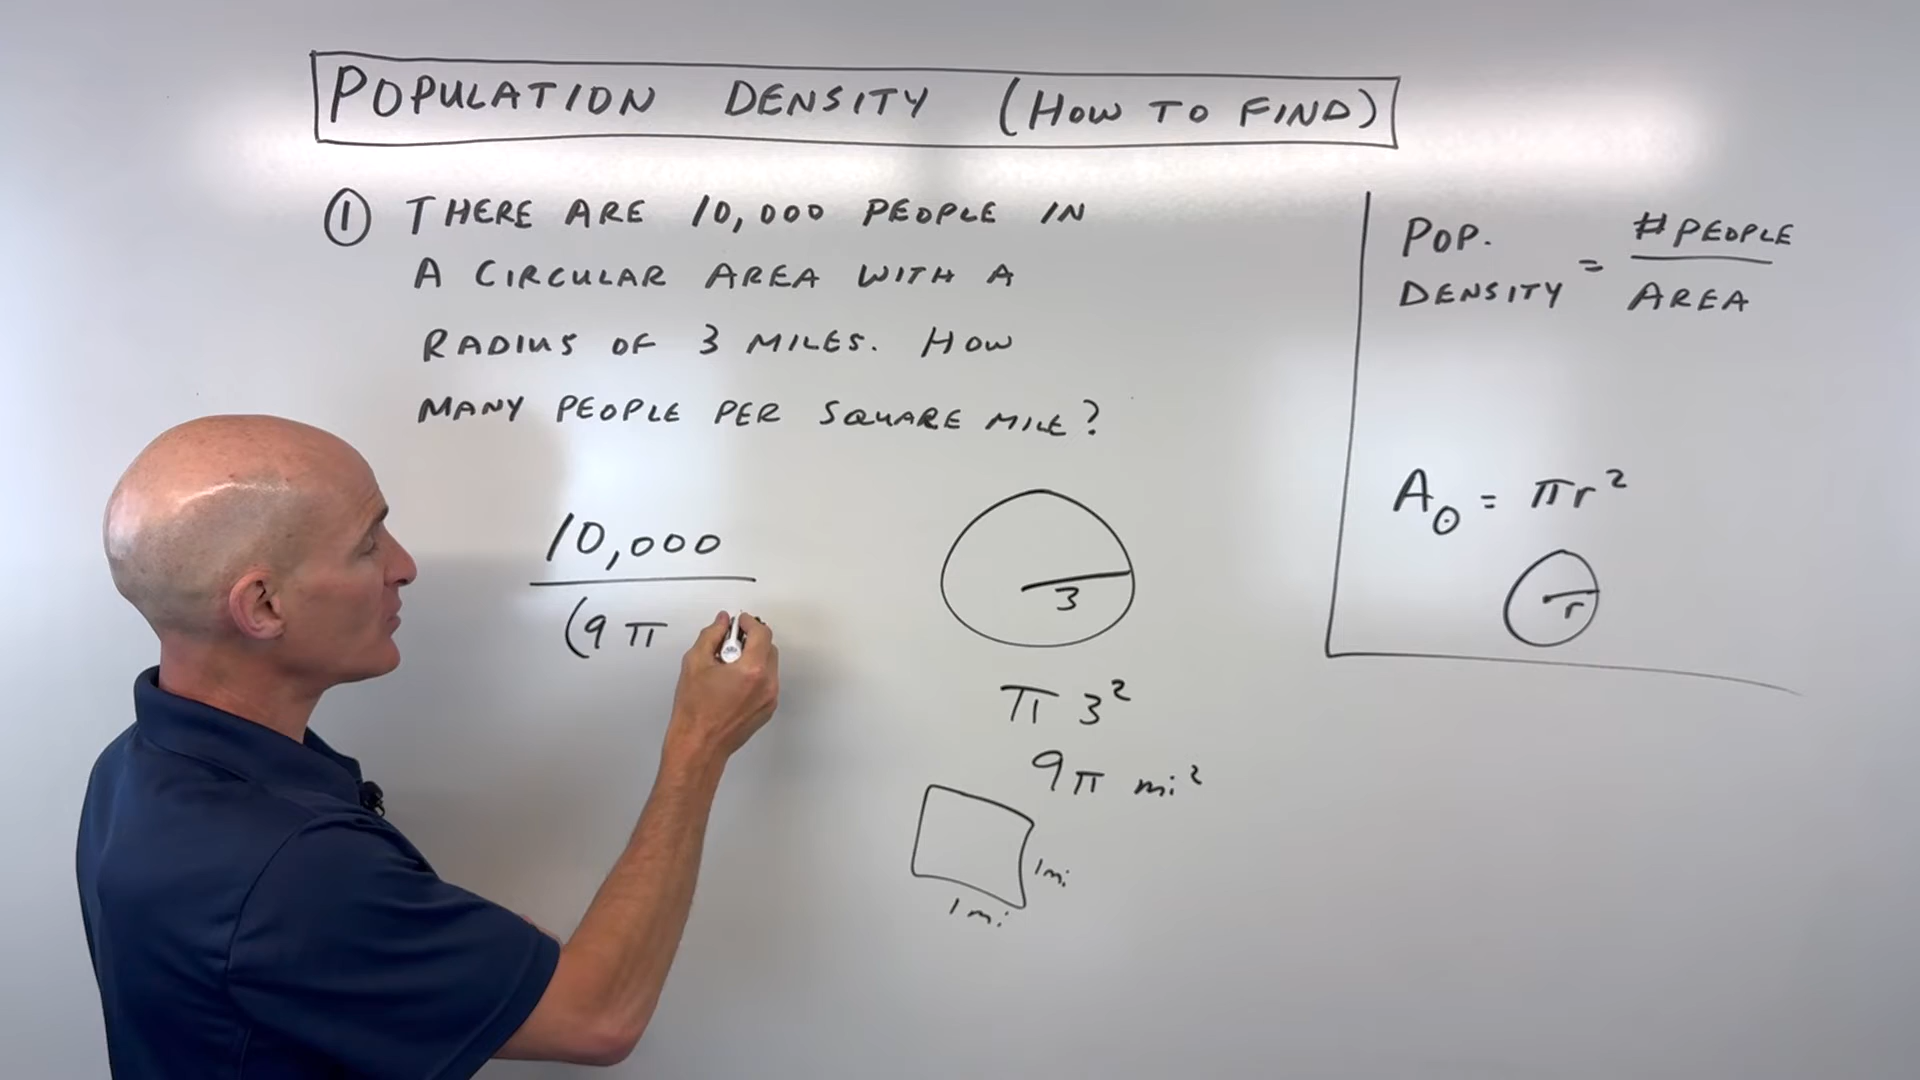 POPULATION DENSITY (HOW TO FIND)
① THERE ARE 10,000 PEOPLE IN
A CIRCULAR AREA WITH A
RADIUS OF 3 MILES. HOW
MANY PEOPLE PER SQUARE MILE?
10,000
(9π
3
π 3²
9π mi²
1mi
1mi
POP.
DENSITY = # PEOPLE
AREA
A⊙ = πr²
r